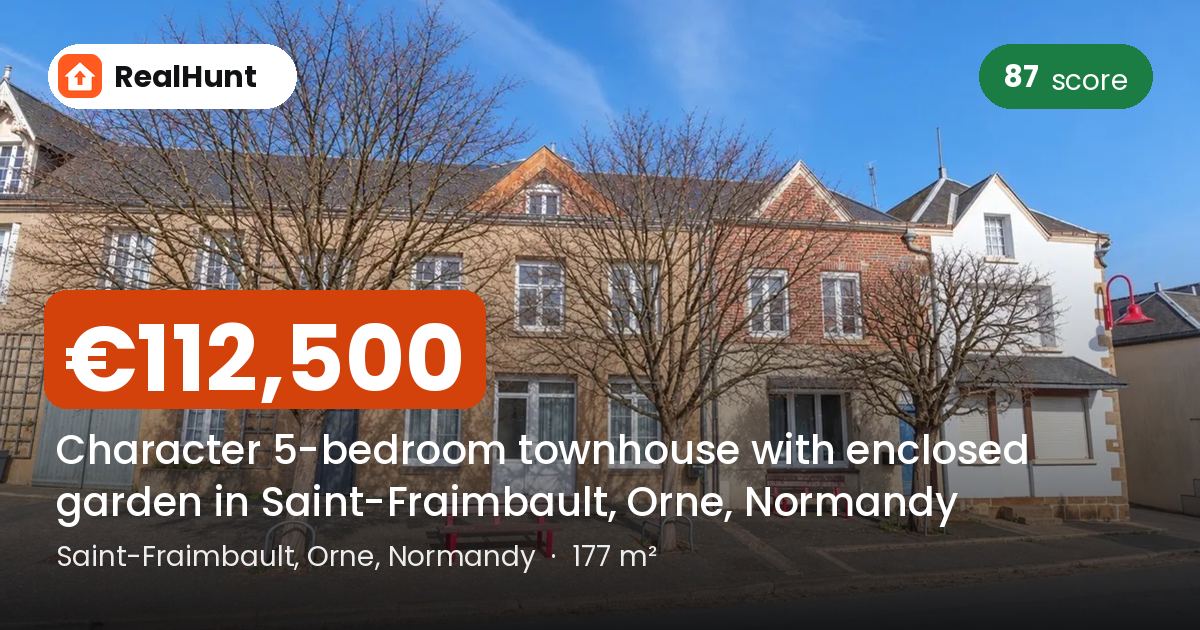 RealHunt
87 score
€112,500
Character 5-bedroom townhouse with enclosed
garden in Saint-Fraimbault, Orne, Normandy
Saint-Fraimbault, Orne, Normandy · 177 m²